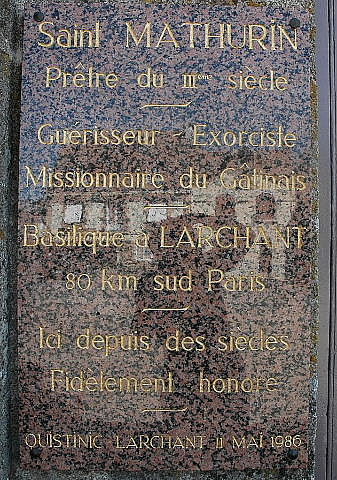 Saint MATHURIN
Prêtre du IIIème siècle
Guérisseur - Exorciste
Missionnaire du Gâtinais
Basilique à LARCHANT
80 km sud Paris
Ici depuis des siècles
Fidèlement honoré
QUISTINIC LARCHANT 11 MAI 1986